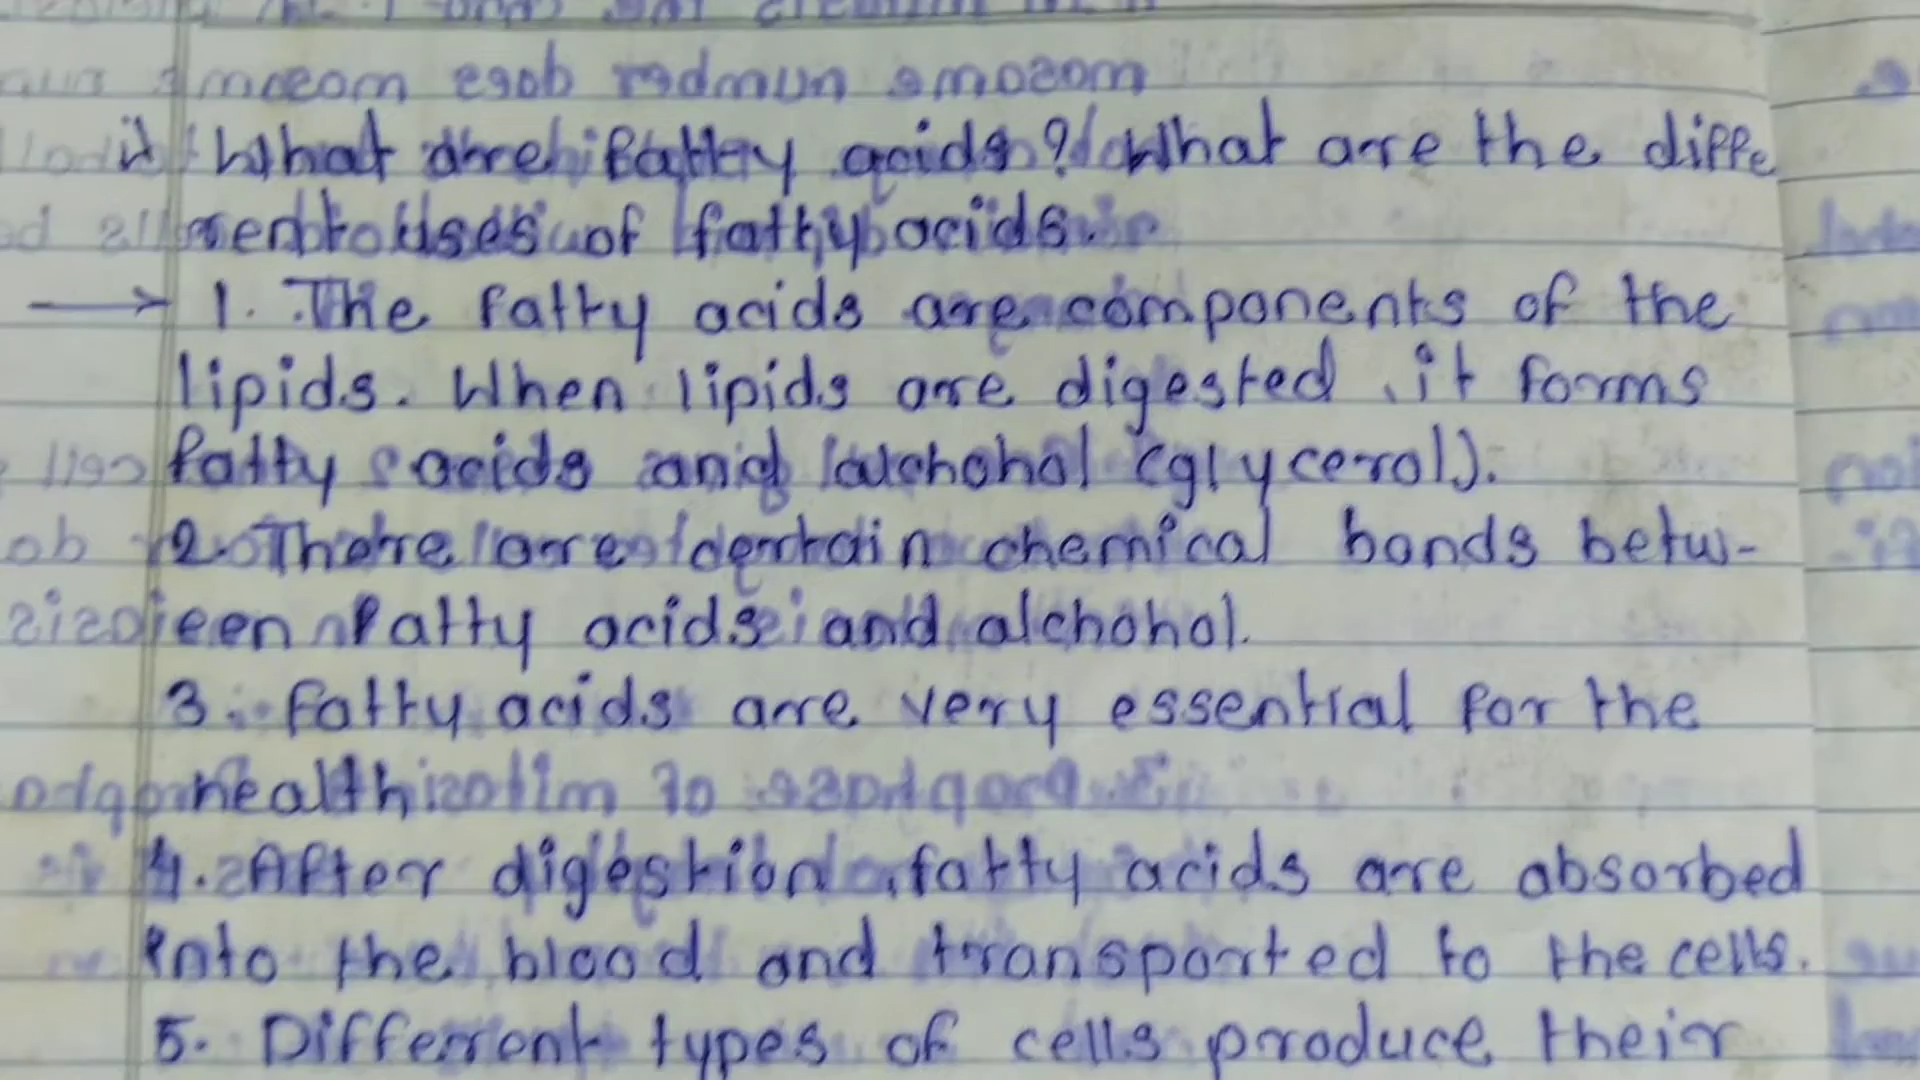 What are fatty acids? What are the diffe
rent uses of fatty acids.
→ 1. The fatty acids are components of the
lipids. When lipids are digested, it forms
fatty acids and alchohol (glycerol).
2. There are certain chemical bonds betw-
een fatty acids and alchohol.
3. Fatty acids are very essential for the
health
4. After digestion, fatty acids are absorbed
into the blood and transported to the cells.
5. Different types of cells produce their